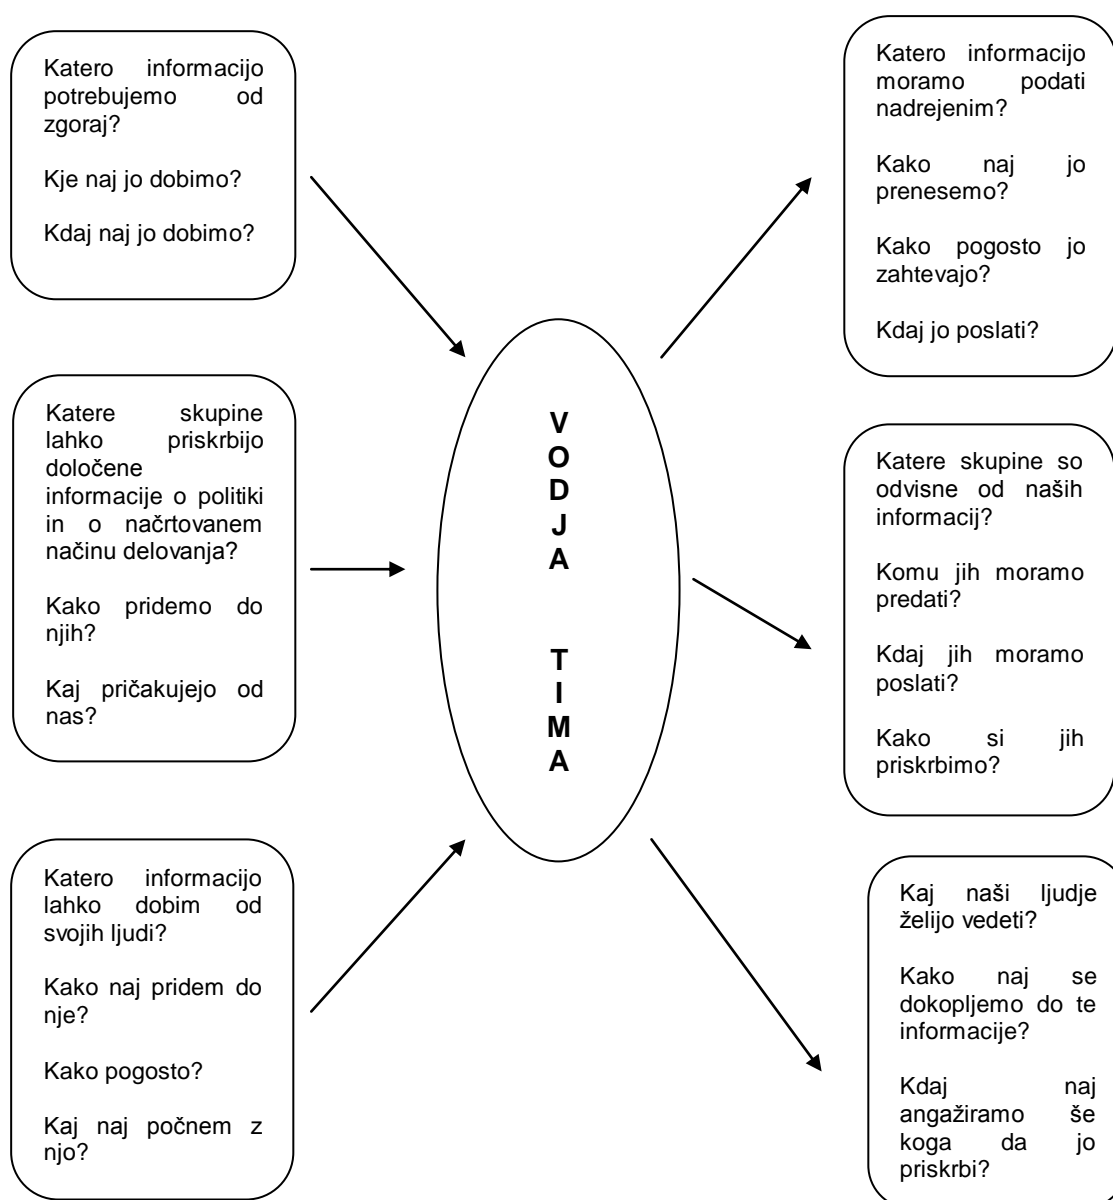 Katero informacijo
potrebujemo od
zgoraj?
Kje naj jo dobimo?
Kdaj naj jo dobimo?
Katere skupine
lahko priskrbijo
določene
informacije o politiki
in o načrtovanem
načinu delovanja?
Kako pridemo do
njih?
Kaj pričakujejo od
nas?
Katero informacijo
lahko dobim od
svojih ljudi?
Kako naj pridem do
nje?
Kako pogosto?
Kaj naj počnem z
njo?
V
O
D
J
A
T
I
M
A
Katero informacijo
moramo podati
nadrejenim?
Kako naj jo
prenesemo?
Kako pogosto jo
zahtevajo?
Kdaj jo poslati?
Katere skupine so
odvisne od naših
informacij?
Komu jih moramo
predati?
Kdaj jih moramo
poslati?
Kako si jih
priskrbimo?
Kaj naši ljudje
želijo vedeti?
Kako naj se
dokopljemo do te
informacije?
Kdaj naj
angažiramo še
koga da jo
priskrbi?